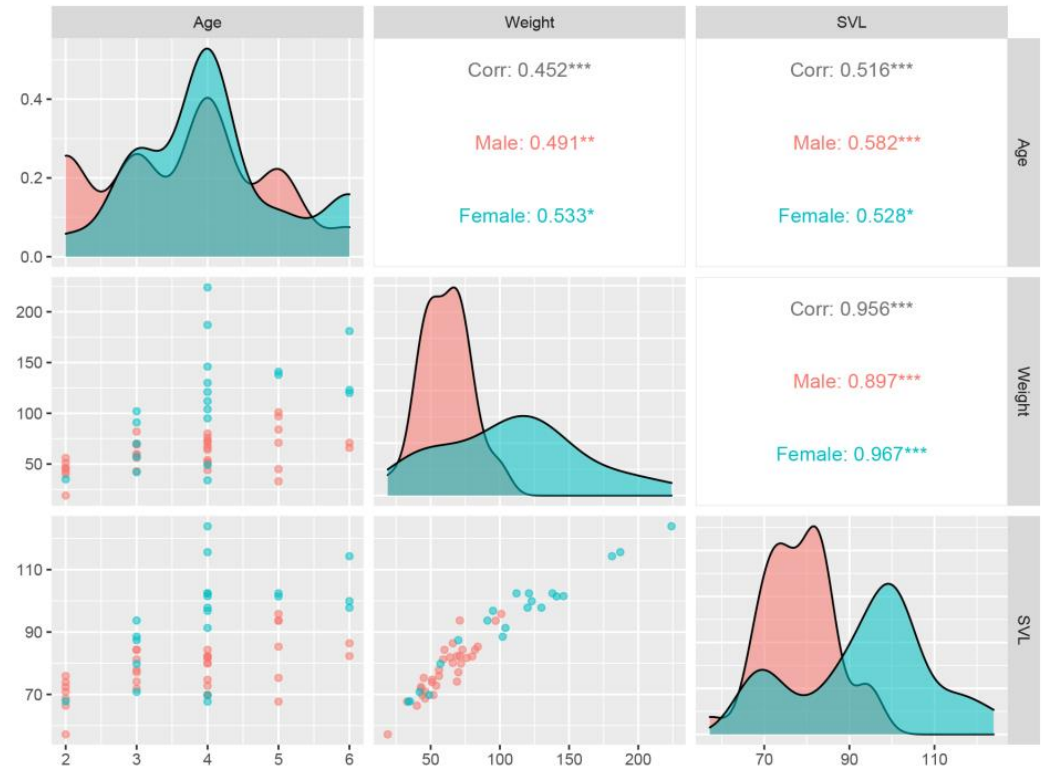 Age Weight SVL
Corr: 0.452*** Corr: 0.516***
0.4
Male: 0.491** Male: 0.582*** Age
0.2
Female: 0.533* Female: 0.528*
0.0
200 Corr: 0.956***
150
Male: 0.897*** Weight
100
50 Female: 0.967***
110
90 SVL
70
2 3 4 5 6 50 100 150 200 70 90 110